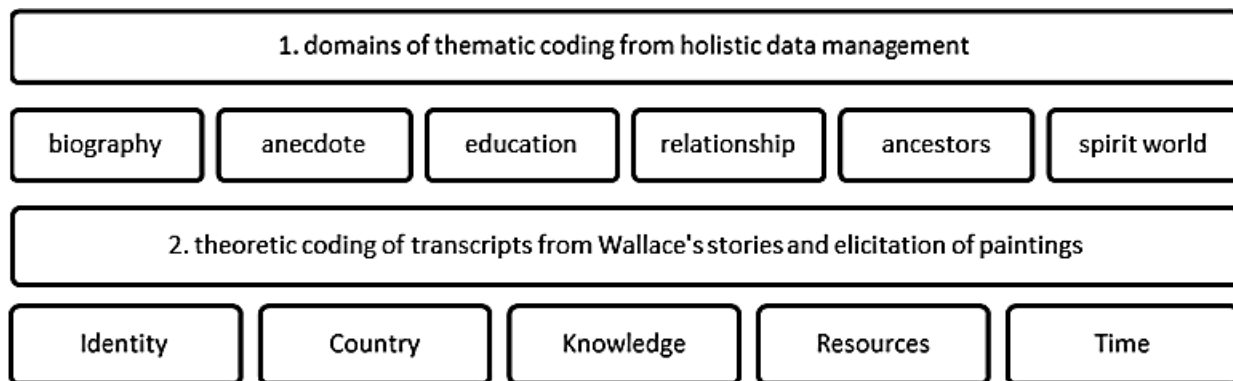 1. domains of thematic coding from holistic data management
biography anecdote education relationship ancestors spirit world
2. theoretic coding of transcripts from Wallace's stories and elicitation of paintings
Identity Country Knowledge Resources Time